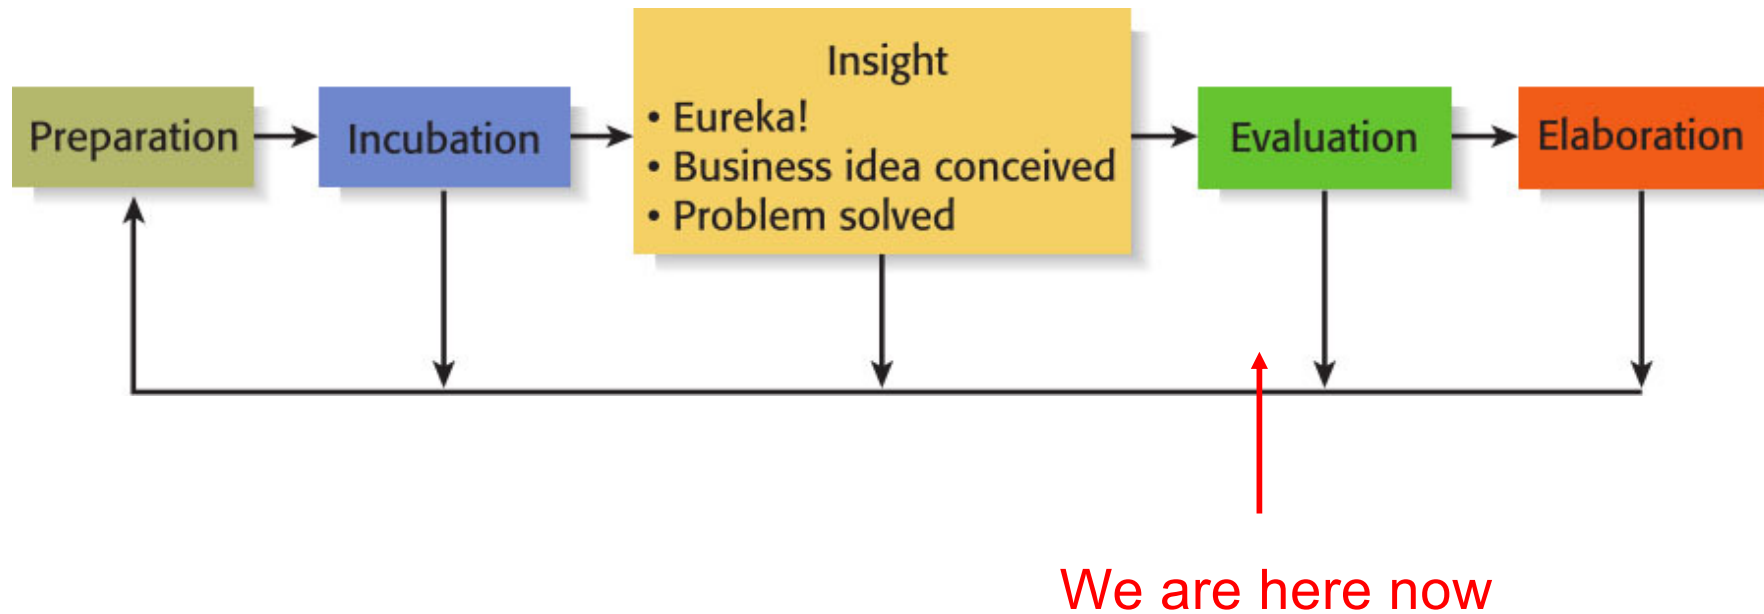 Preparation
Incubation
Insight
• Eureka!
• Business idea conceived
• Problem solved
Evaluation
Elaboration
We are here now